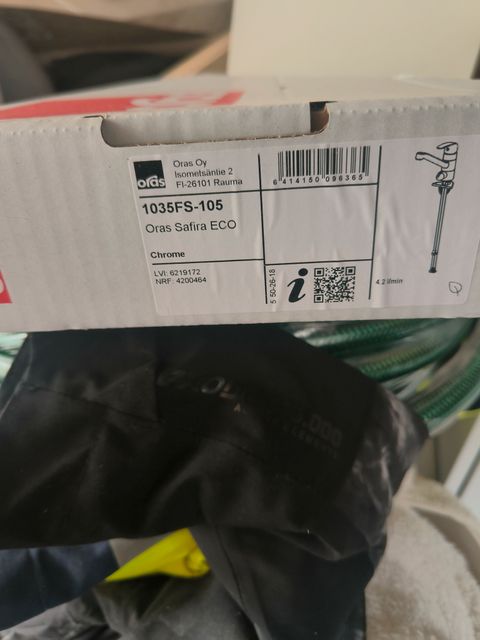 oras
Oras Oy
Isometsäntie 2
FI-26101 Rauma
6 414150 096365
1035FS-105
Oras Safira ECO
Chrome
LVI: 6219172
NRF: 4200464
5 50-26-18
i
4.2 l/min